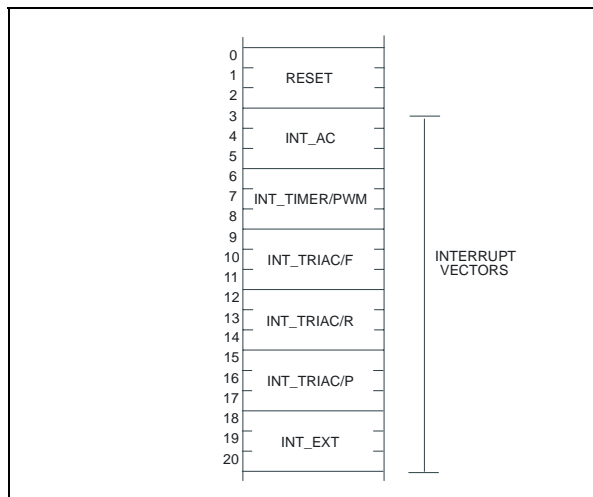 0
1
2
RESET
3
4
5
INT_AC
6
7
8
INT_TIMER/PWM
9
10
11
INT_TRIAC/F
12
13
14
INT_TRIAC/R
15
16
17
INT_TRIAC/P
18
19
20
INT_EXT
INTERRUPT
VECTORS